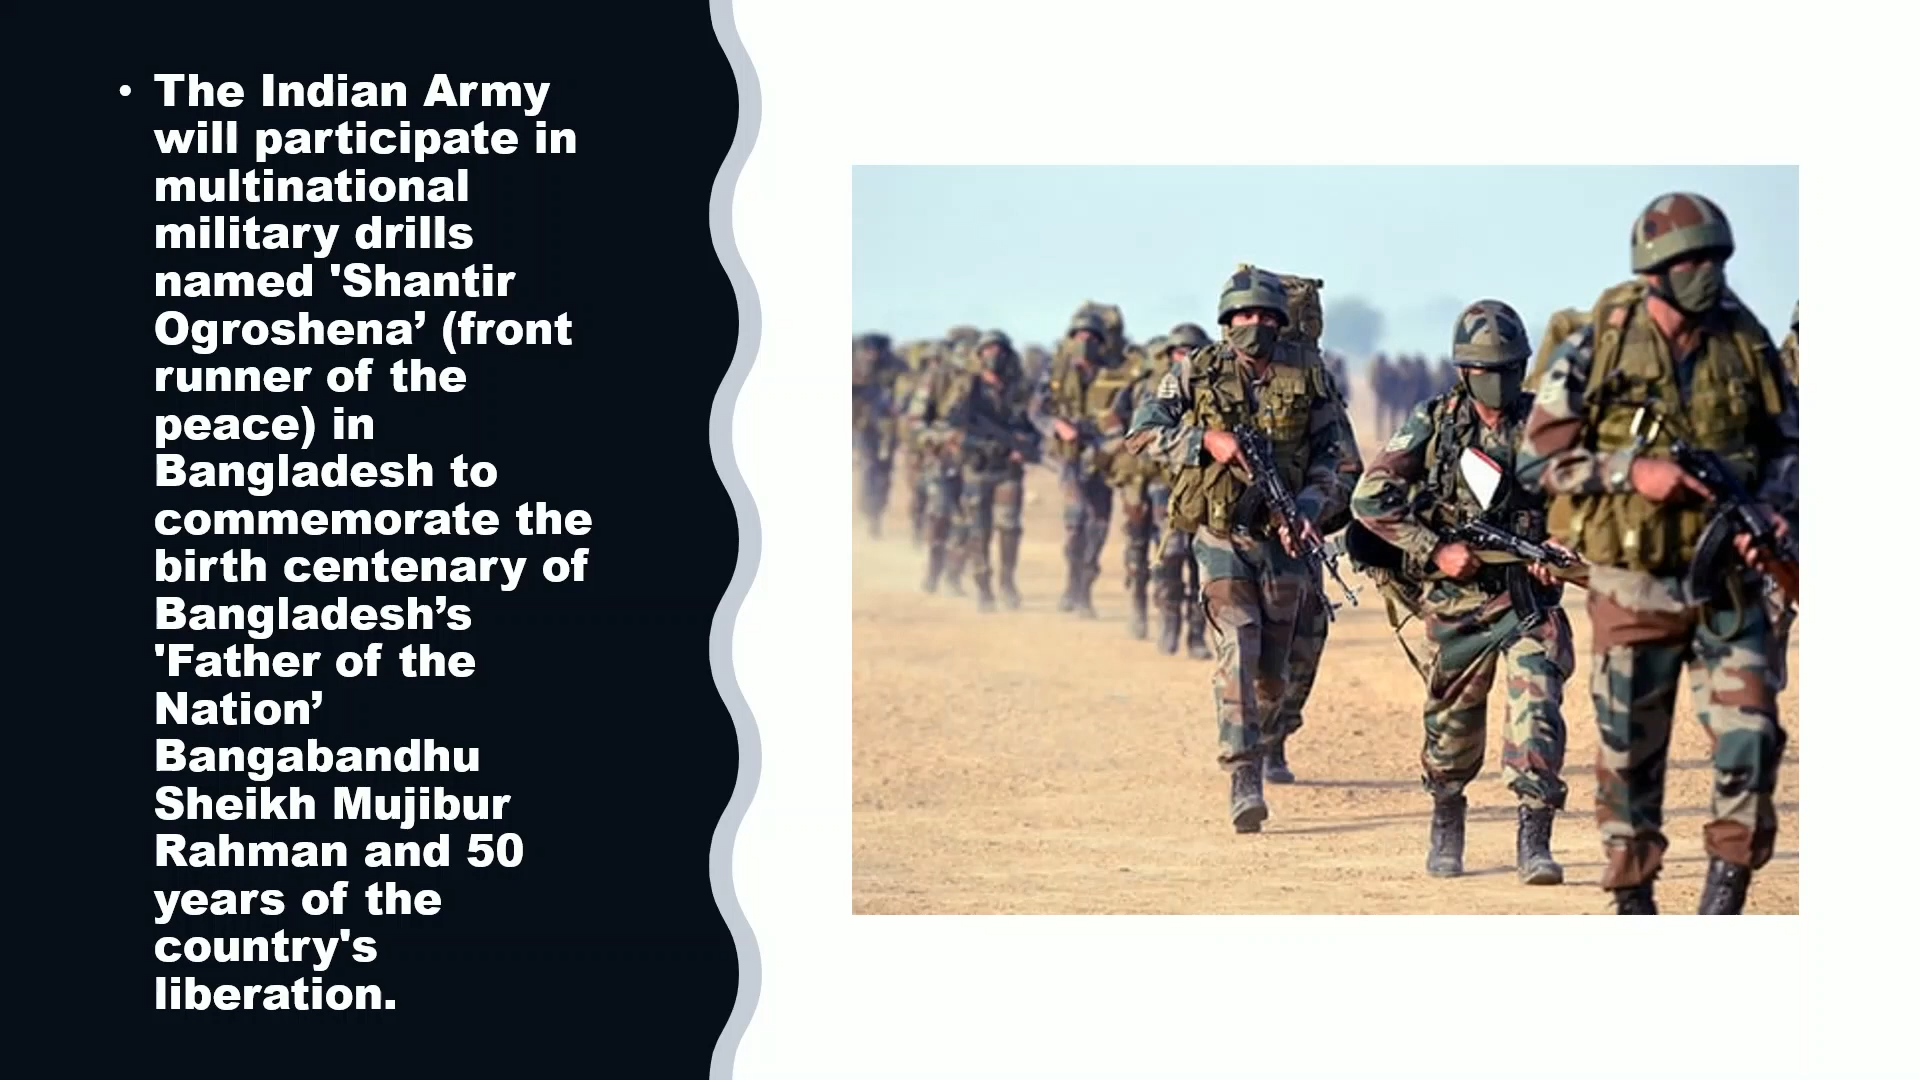 • The Indian Army
will participate in
multinational
military drills
named 'Shantir
Ogroshena’ (front
runner of the
peace) in
Bangladesh to
commemorate the
birth centenary of
Bangladesh’s
'Father of the
Nation’
Bangabandhu
Sheikh Mujibur
Rahman and 50
years of the
country's
liberation.